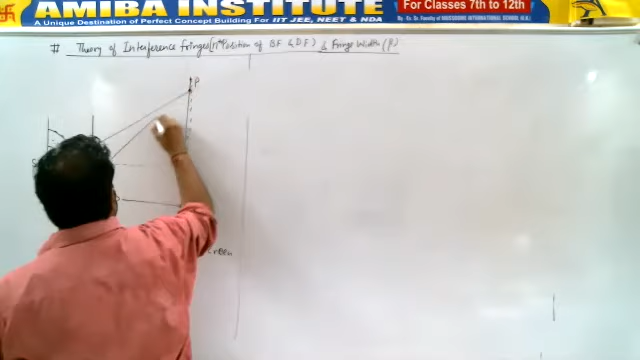 AMIBA INSTITUTE
For Classes 7th to 12th
A Unique Destination of Perfect Concept Building For IIT JEE, NEET & NDA
# Theory of Interference fringes [nth Position of BF & DF) & Fringe Width (β)
P